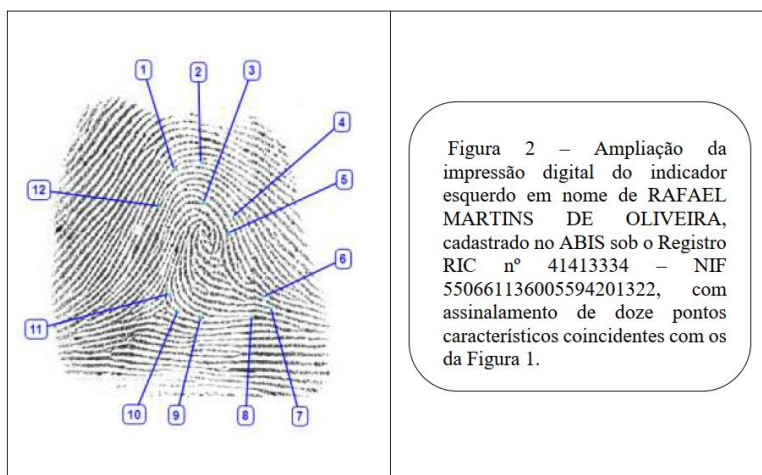 1
2
3
4
5
12
6
11
10
9
8
7
Figura 2 – Ampliação da
impressão digital do indicador
esquerdo em nome de RAFAEL
MARTINS DE OLIVEIRA,
cadastrado no ABIS sob o Registro
RIC nº 41413334 – NIF
550661136005594201322, com
assinalamento de doze pontos
característicos coincidentes com os
da Figura 1.